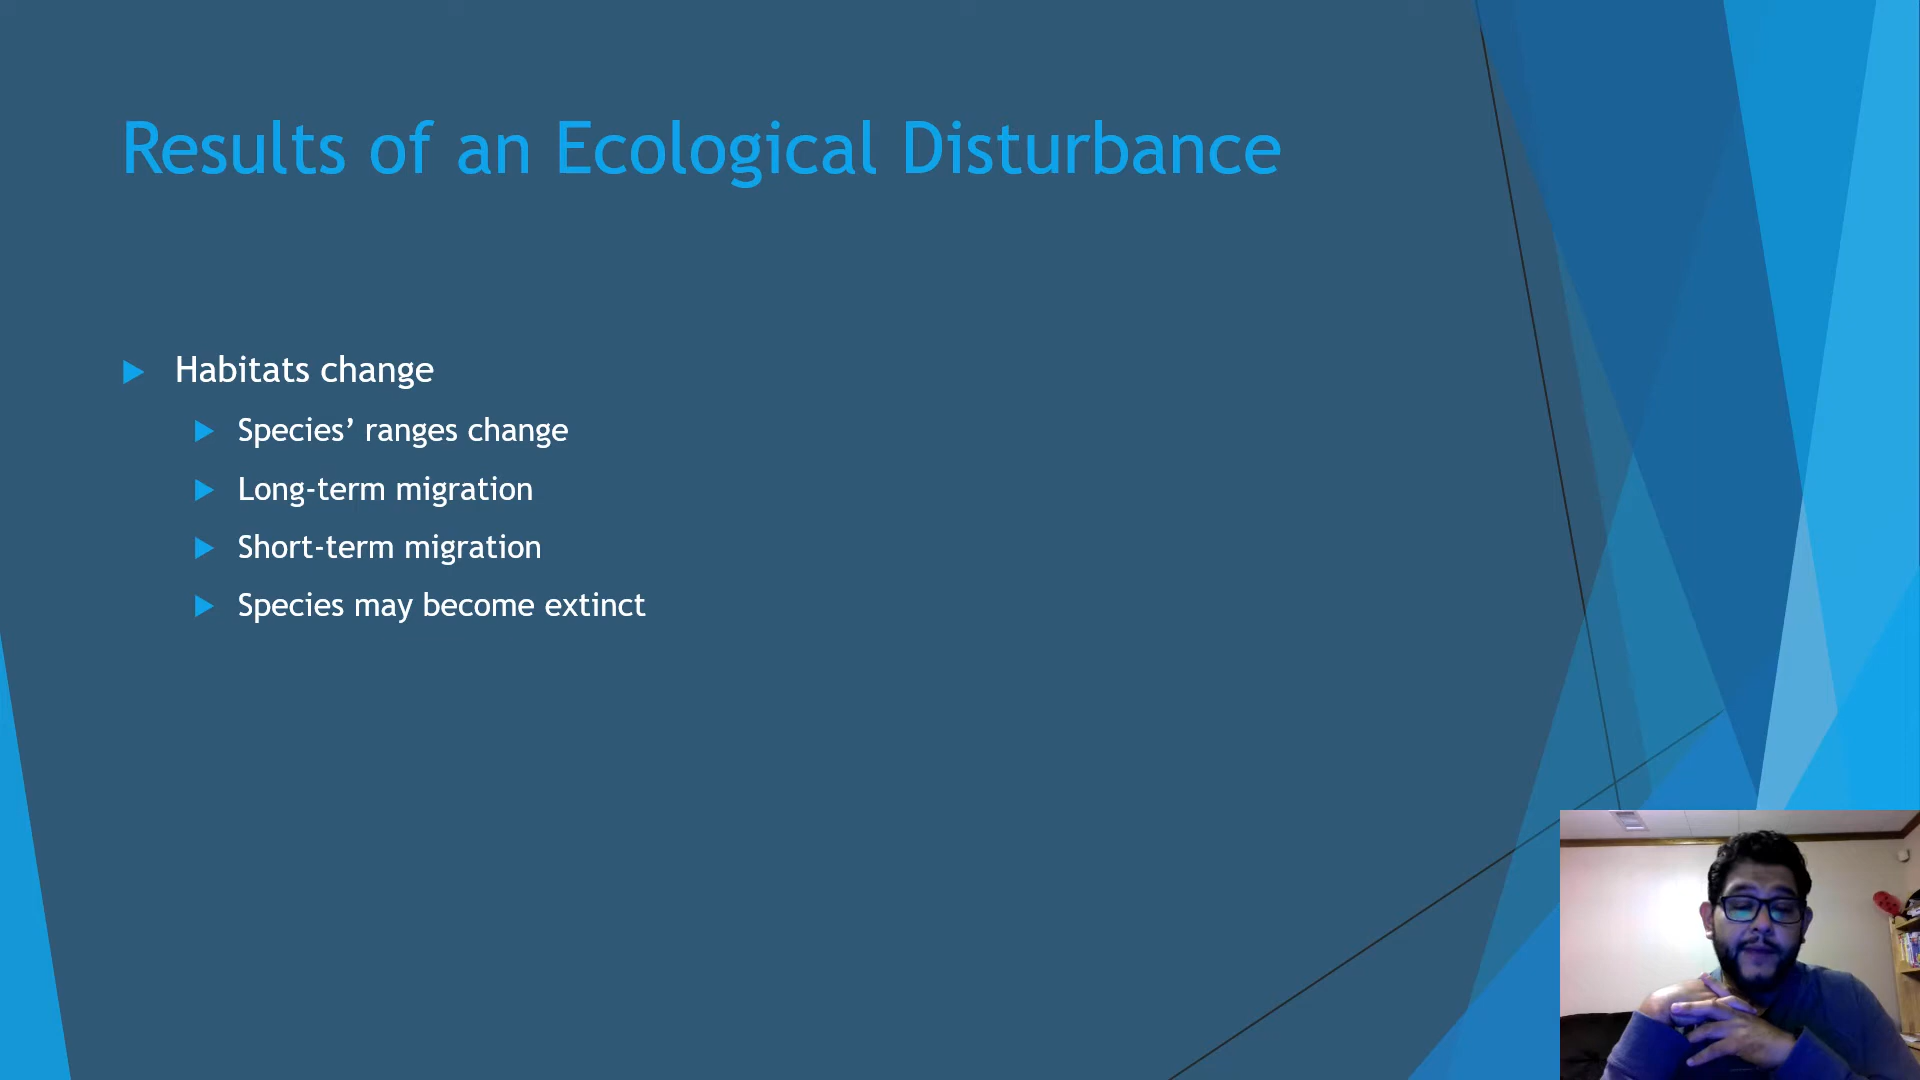 Results of an Ecological Disturbance
Habitats change
Species’ ranges change
Long-term migration
Short-term migration
Species may become extinct